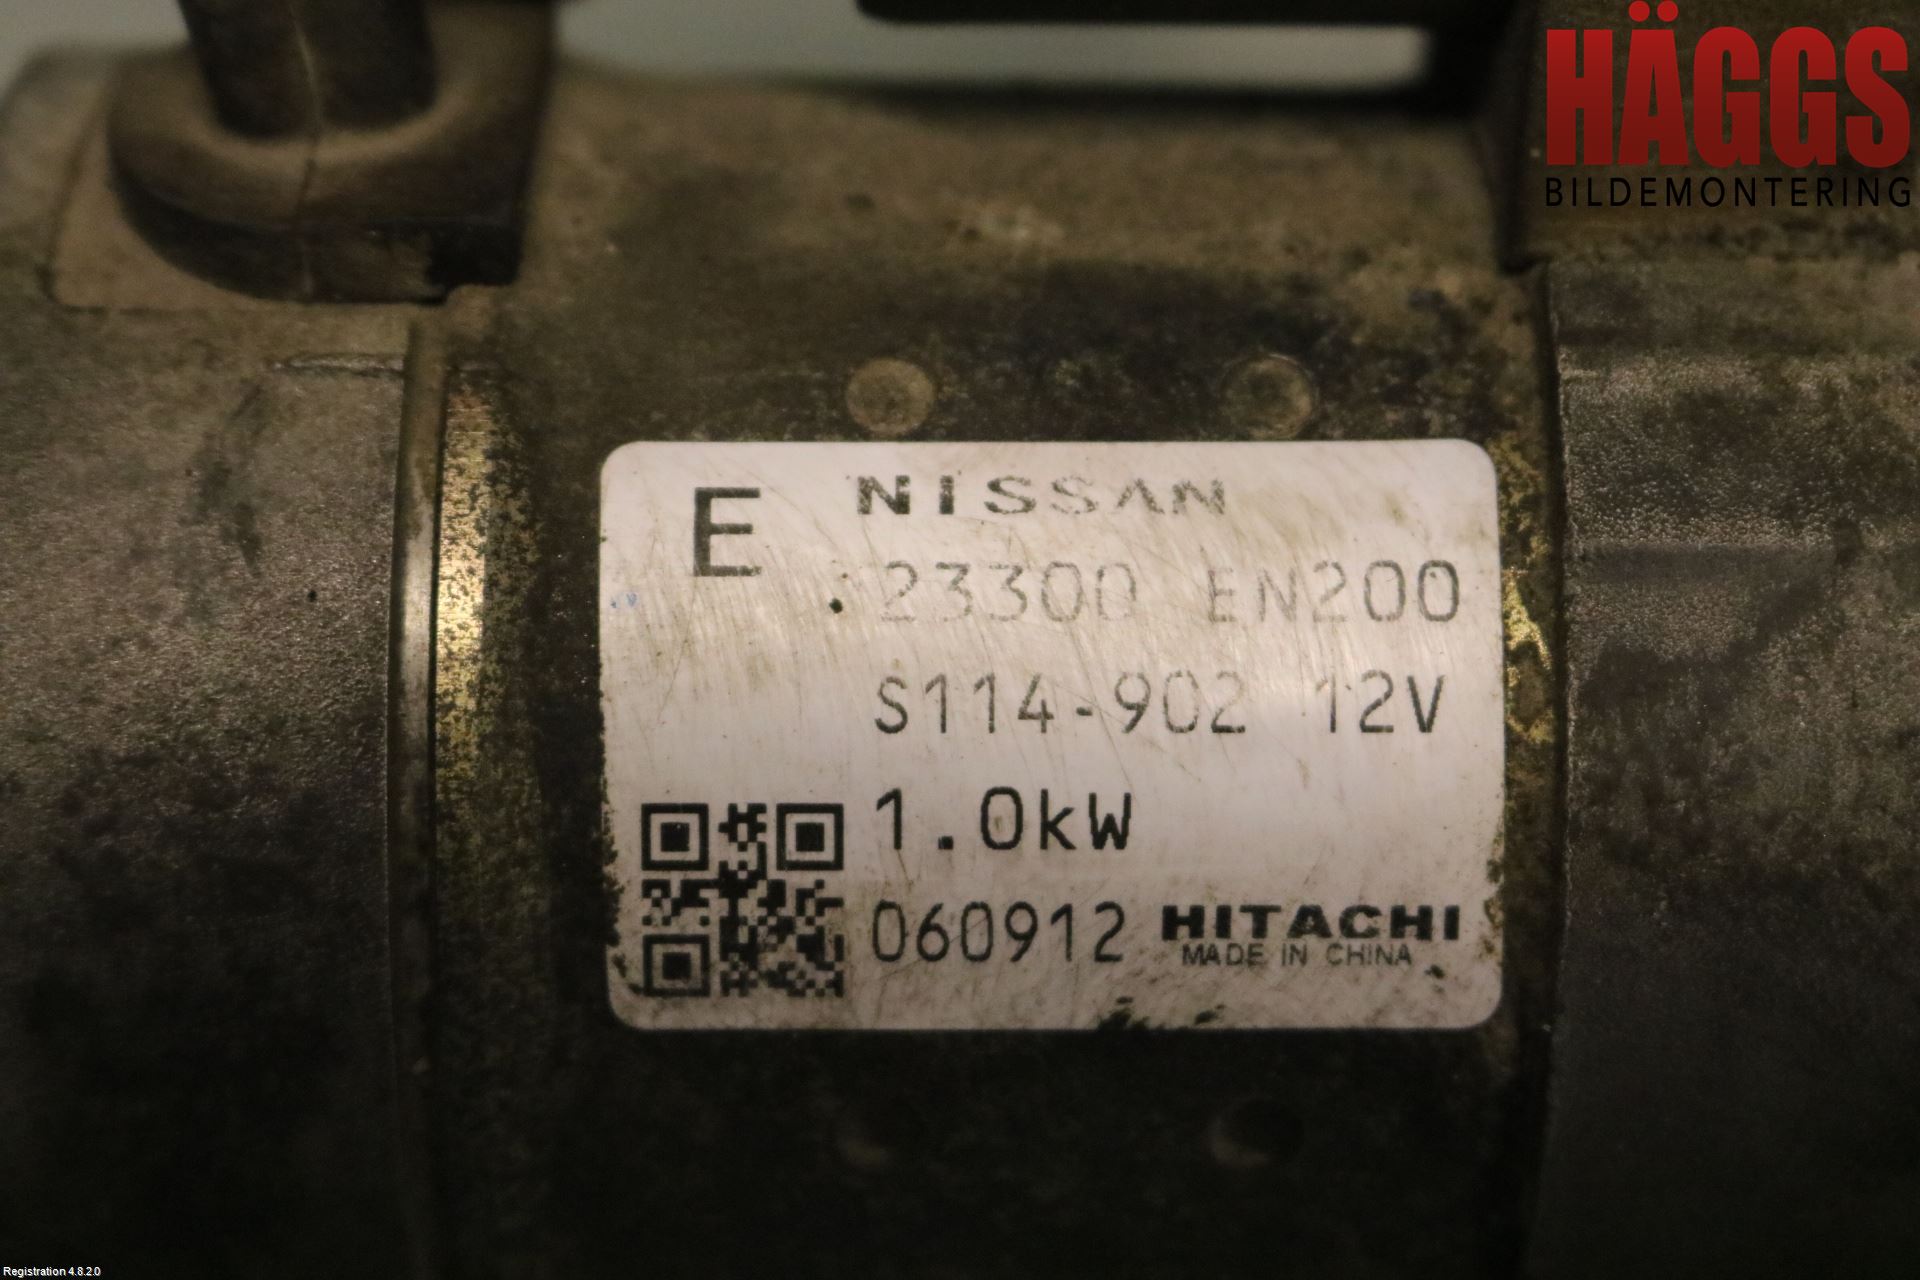 HÄGGS
BILDEMONTERING
E NISSAN
23300 EN200
S114-902 12V
1.0kW
060912 HITACHI
MADE IN CHINA
Registration 4.8.2.0